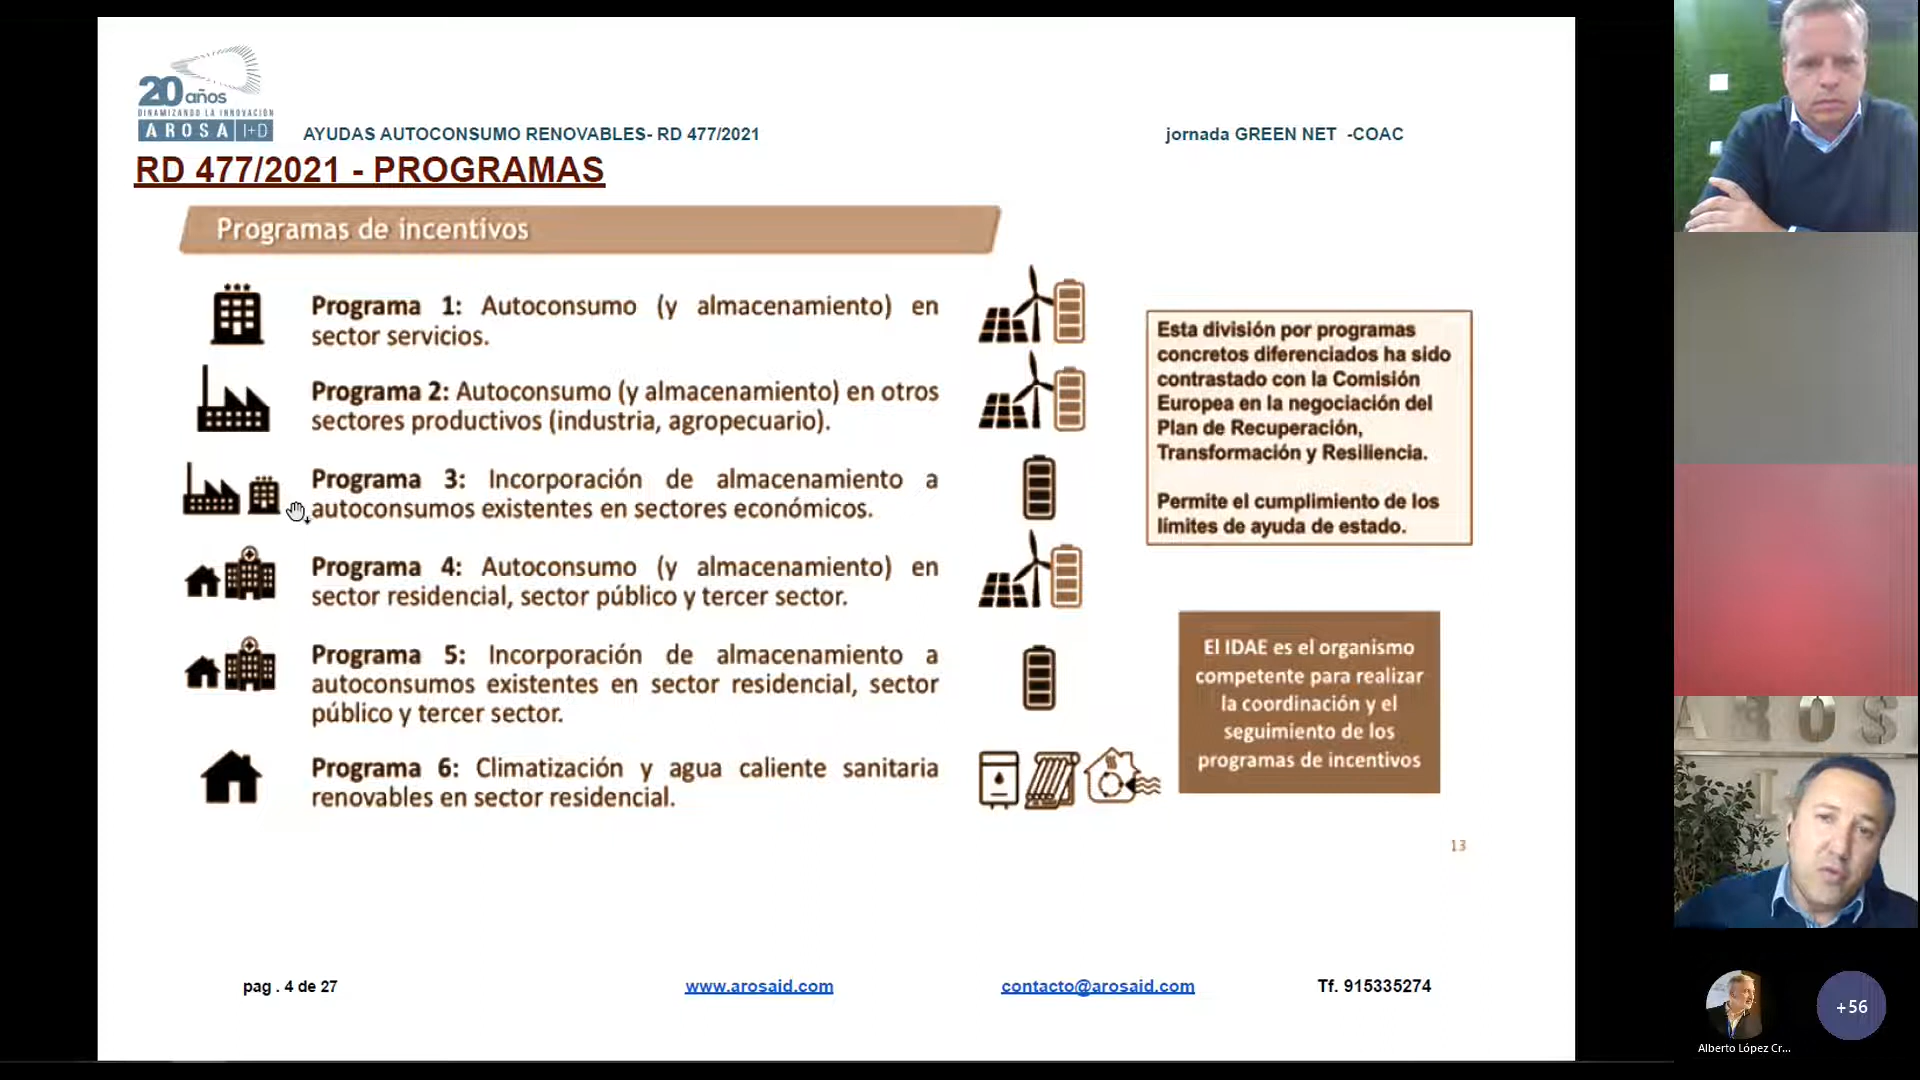 20 años
DINAMIZANDO LA INNOVACIÓN
AROSA I+D
AYUDAS AUTOCONSUMO RENOVABLES- RD 477/2021
jornada GREEN NET -COAC
RD 477/2021 - PROGRAMAS
Programas de incentivos
Programa 1: Autoconsumo (y almacenamiento) en
sector servicios.
Programa 2: Autoconsumo (y almacenamiento) en otros
sectores productivos (industria, agropecuario).
Programa 3: Incorporación de almacenamiento a
autoconsumos existentes en sectores económicos.
Programa 4: Autoconsumo (y almacenamiento) en
sector residencial, sector público y tercer sector.
Programa 5: Incorporación de almacenamiento a
autoconsumos existentes en sector residencial, sector
público y tercer sector.
Programa 6: Climatización y agua caliente sanitaria
renovables en sector residencial.
Esta división por programas
concretos diferenciados ha sido
contrastado con la Comisión
Europea en la negociación del
Plan de Recuperación,
Transformación y Resiliencia.
Permite el cumplimiento de los
límites de ayuda de estado.
El IDAE es el organismo
competente para realizar
la coordinación y el
seguimiento de los
programas de incentivos
13
pag . 4 de 27
www.arosaid.com
contacto@arosaid.com
Tf. 915335274
A R O S
I
+56
Alberto López Cr...